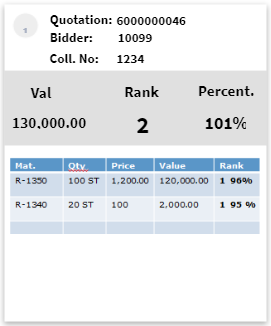 1
Quotation: 6000000046
Bidder: 10099
Coll. No: 1234
Val Rank Percent.
130,000.00 2 101%
Mat. Qty Price Value Rank
R-1350 100 ST 1,200.00 120,000.00 1 96%
R-1340 20 ST 100 2,000.00 1 95 %